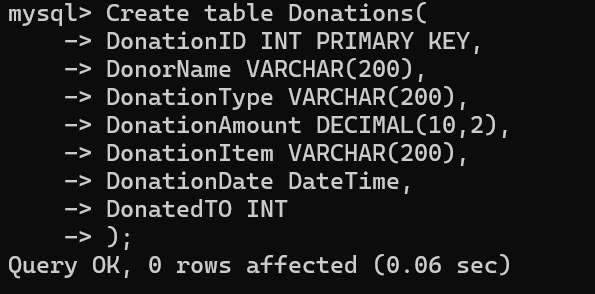 mysql> Create table Donations(
    -> DonationID INT PRIMARY KEY,
    -> DonorName VARCHAR(200),
    -> DonationType VARCHAR(200),
    -> DonationAmount DECIMAL(10,2),
    -> DonationItem VARCHAR(200),
    -> DonationDate DateTime,
    -> DonatedTO INT
    -> );
Query OK, 0 rows affected (0.06 sec)